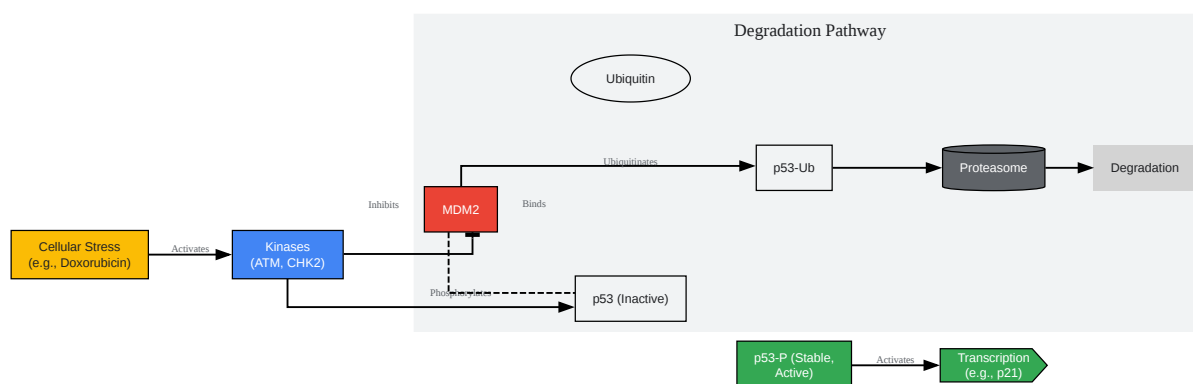 Degradation Pathway
Ubiquitin
Ubiquitinates
p53-Ub
Proteasome
Degradation
Inhibits
MDM2
Binds
Cellular Stress
(e.g., Doxorubicin)
Activates
Kinases
(ATM, CHK2)
Phosphorylates
p53 (Inactive)
p53-P (Stable,
Active)
Activates
Transcription
(e.g., p21)